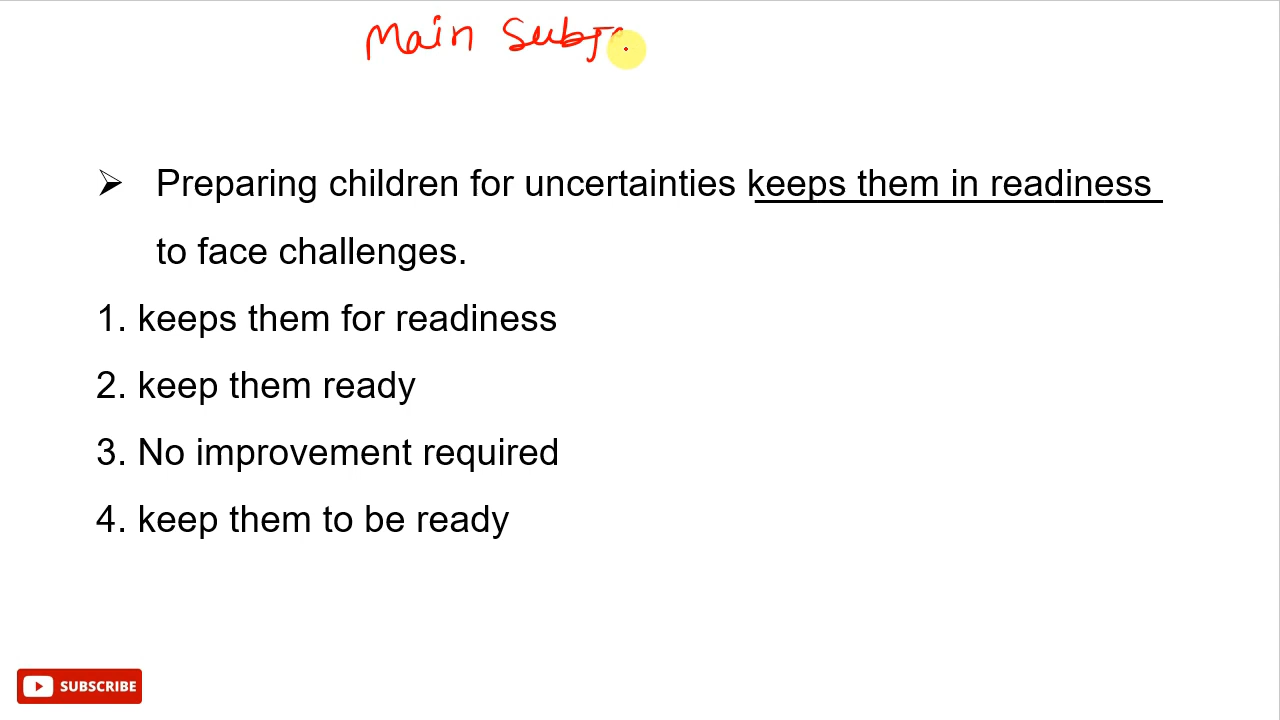 Main
➢ Preparing children for uncertainties keeps them in readiness
to face challenges.
1. keeps them for readiness
2. keep them ready
3. No improvement required
4. keep them to be ready
SUBSCRIBE